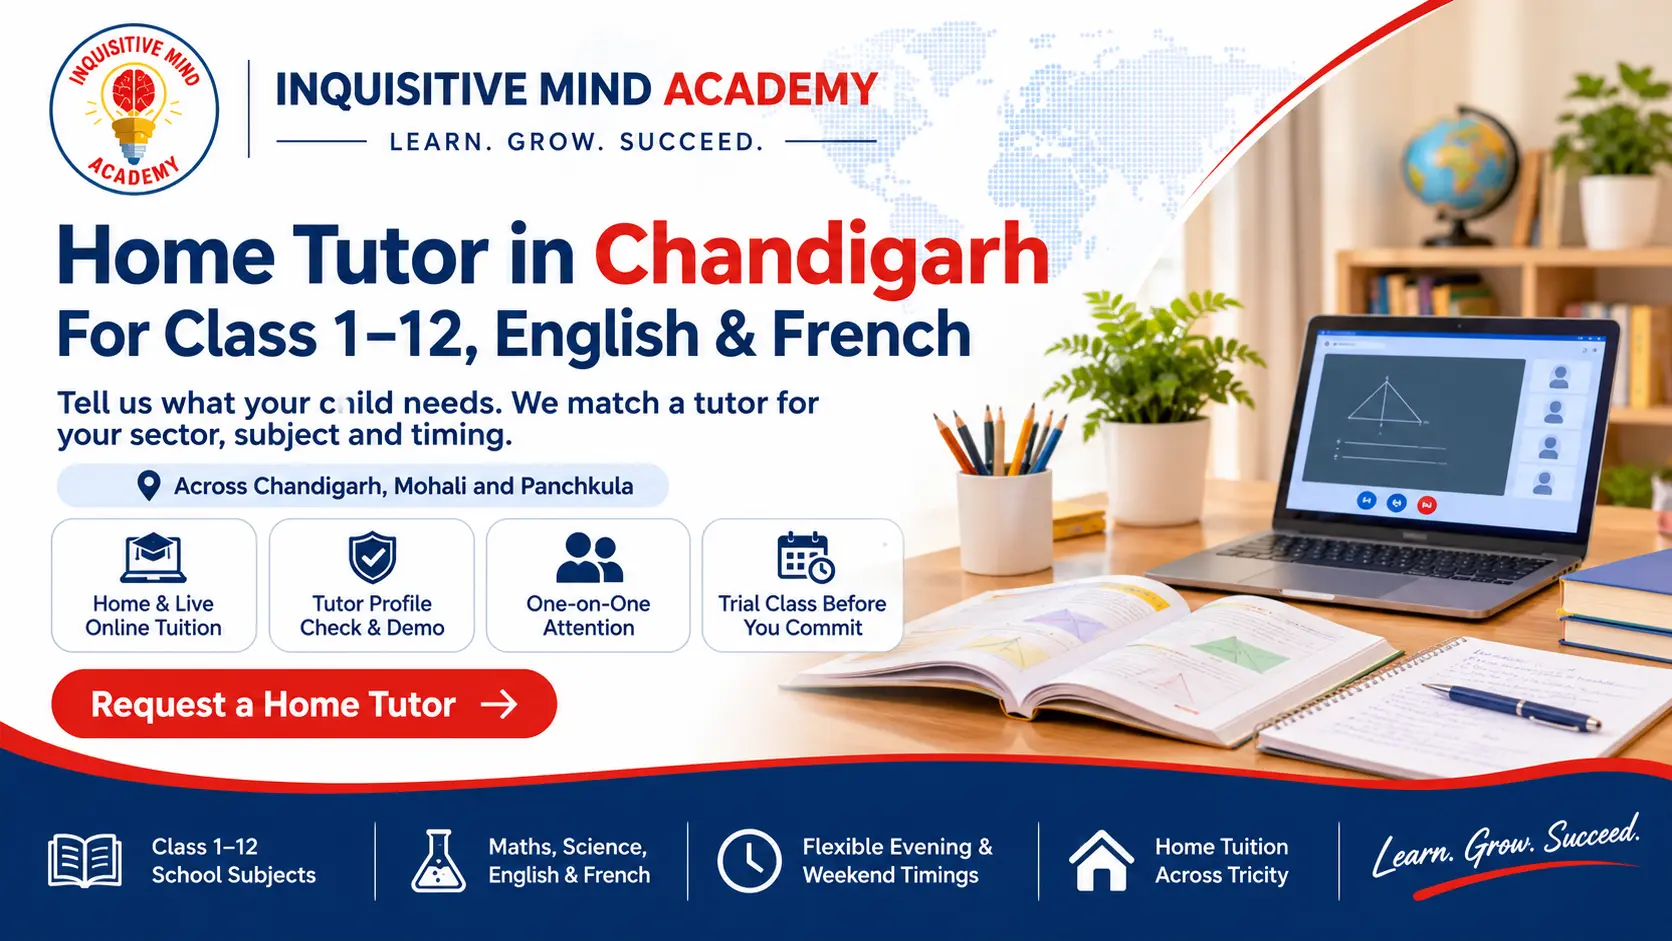 INQUISITIVE MIND
ACADEMY
INQUISITIVE MIND ACADEMY
LEARN. GROW. SUCCEED.
Home Tutor in Chandigarh
For Class 1–12, English & French
Tell us what your child needs. We match a tutor for
your sector, subject and timing.
Across Chandigarh, Mohali and Panchkula
Home & Live
Online Tuition
Tutor Profile
Check & Demo
One-on-One
Attention
Trial Class Before
You Commit
Request a Home Tutor
Class 1–12
School Subjects
Maths, Science,
English & French
Flexible Evening &
Weekend Timings
Home Tuition
Across Tricity
Learn. Grow. Succeed.